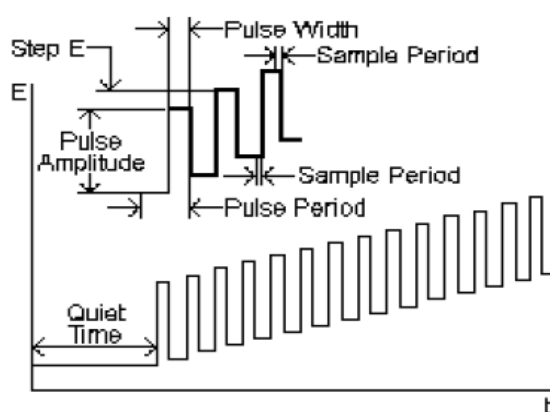 Pulse Width
Step E
Sample Period
E
Pulse
Amplitude
Sample Period
Pulse Period
Quiet
Time